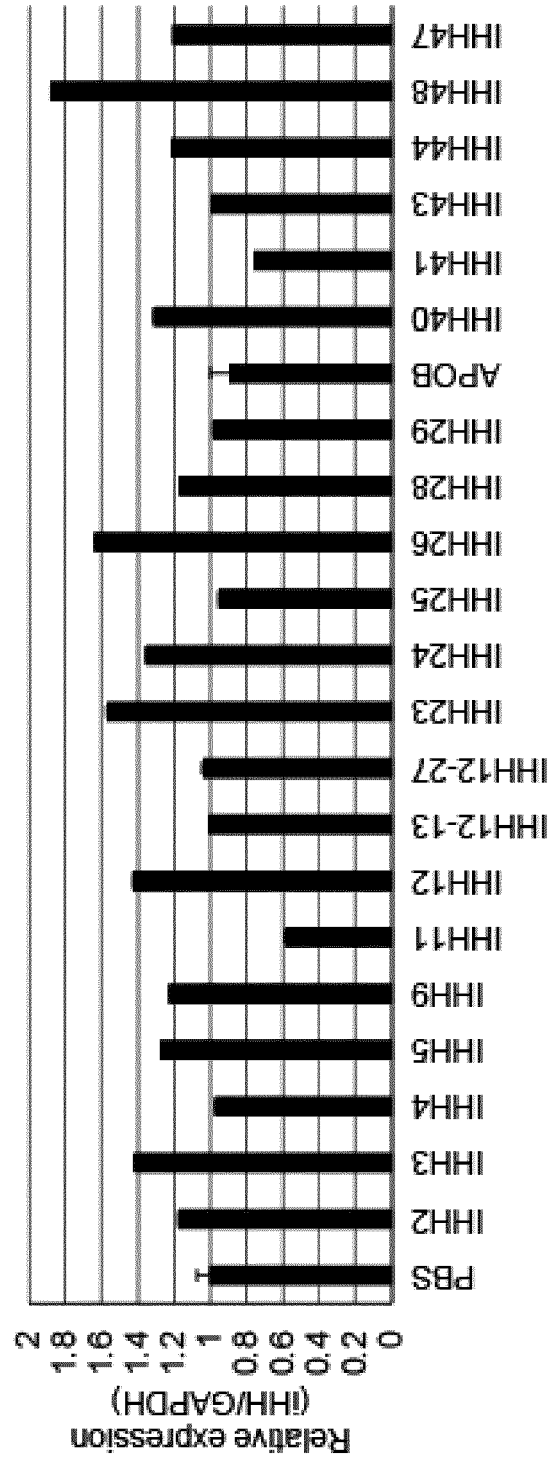 Relative expression
(iHH/GAPDH)
0
0.2
0.4
0.6
0.8
1
1.2
1.4
1.6
1.8
2
PBS
IHH2
IHH3
IHH4
IHH5
IHH9
IHH11
IHH12
IHH12-13
IHH12-27
IHH23
IHH24
IHH25
IHH26
IHH28
IHH29
APOB
IHH40
IHH41
IHH43
IHH44
IHH48
IHH47